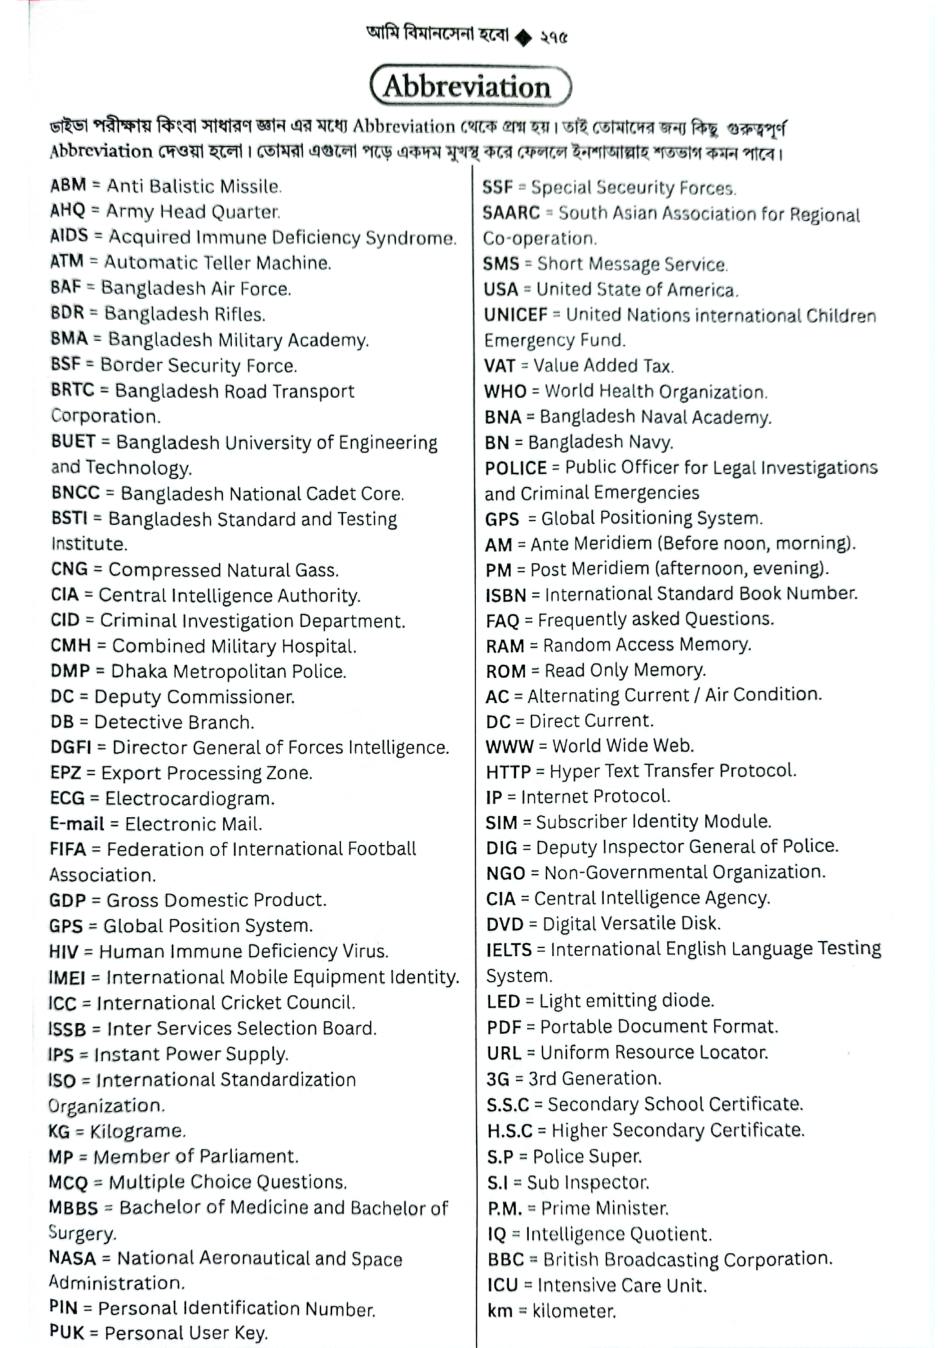 আমি বিমানসেনা হবো ◆ ২৭৫
Abbreviation
ভাইভা পরীক্ষায় কিংবা সাধারণ জ্ঞান এর মধ্যে Abbreviation থেকে প্রশ্ন হয়। তাই তোমাদের জন্য কিছু গুরুত্বপূর্ণ
Abbreviation দেওয়া হলো। তোমরা এগুলো পড়ে একদম মুখস্থ করে ফেললে ইনশাআল্লাহ শতভাগ কমন পাবে।
ABM = Anti Balistic Missile.
AHQ = Army Head Quarter.
AIDS = Acquired Immune Deficiency Syndrome.
ATM = Automatic Teller Machine.
BAF = Bangladesh Air Force.
BDR = Bangladesh Rifles.
BMA = Bangladesh Military Academy.
BSF = Border Security Force.
BRTC = Bangladesh Road Transport
Corporation.
BUET = Bangladesh University of Engineering
and Technology.
BNCC = Bangladesh National Cadet Core.
BSTI = Bangladesh Standard and Testing
Institute.
CNG = Compressed Natural Gass.
CIA = Central Intelligence Authority.
CID = Criminal Investigation Department.
CMH = Combined Military Hospital.
DMP = Dhaka Metropolitan Police.
DC = Deputy Commissioner.
DB = Detective Branch.
DGFI = Director General of Forces Intelligence.
EPZ = Export Processing Zone.
ECG = Electrocardiogram.
E-mail = Electronic Mail.
FIFA = Federation of International Football
Association.
GDP = Gross Domestic Product.
GPS = Global Position System.
HIV = Human Immune Deficiency Virus.
IMEI = International Mobile Equipment Identity.
ICC = International Cricket Council.
ISSB = Inter Services Selection Board.
IPS = Instant Power Supply.
ISO = International Standardization
Organization.
KG = Kilograme.
MP = Member of Parliament.
MCQ = Multiple Choice Questions.
MBBS = Bachelor of Medicine and Bachelor of
Surgery.
NASA = National Aeronautical and Space
Administration.
PIN = Personal Identification Number.
PUK = Personal User Key.
SSF = Special Seceurity Forces.
SAARC = South Asian Association for Regional
Co-operation.
SMS = Short Message Service.
USA = United State of America.
UNICEF = United Nations international Children
Emergency Fund.
VAT = Value Added Tax.
WHO = World Health Organization.
BNA = Bangladesh Naval Academy.
BN = Bangladesh Navy.
POLICE = Public Officer for Legal Investigations
and Criminal Emergencies
GPS = Global Positioning System.
AM = Ante Meridiem (Before noon, morning).
PM = Post Meridiem (afternoon, evening).
ISBN = International Standard Book Number.
FAQ = Frequently asked Questions.
RAM = Random Access Memory.
ROM = Read Only Memory.
AC = Alternating Current / Air Condition.
DC = Direct Current.
WWW = World Wide Web.
HTTP = Hyper Text Transfer Protocol.
IP = Internet Protocol.
SIM = Subscriber Identity Module.
DIG = Deputy Inspector General of Police.
NGO = Non-Governmental Organization.
CIA = Central Intelligence Agency.
DVD = Digital Versatile Disk.
IELTS = International English Language Testing
System.
LED = Light emitting diode.
PDF = Portable Document Format.
URL = Uniform Resource Locator.
3G = 3rd Generation.
S.S.C = Secondary School Certificate.
H.S.C = Higher Secondary Certificate.
S.P = Police Super.
S.I = Sub Inspector.
P.M. = Prime Minister.
IQ = Intelligence Quotient.
BBC = British Broadcasting Corporation.
ICU = Intensive Care Unit.
km = kilometer.